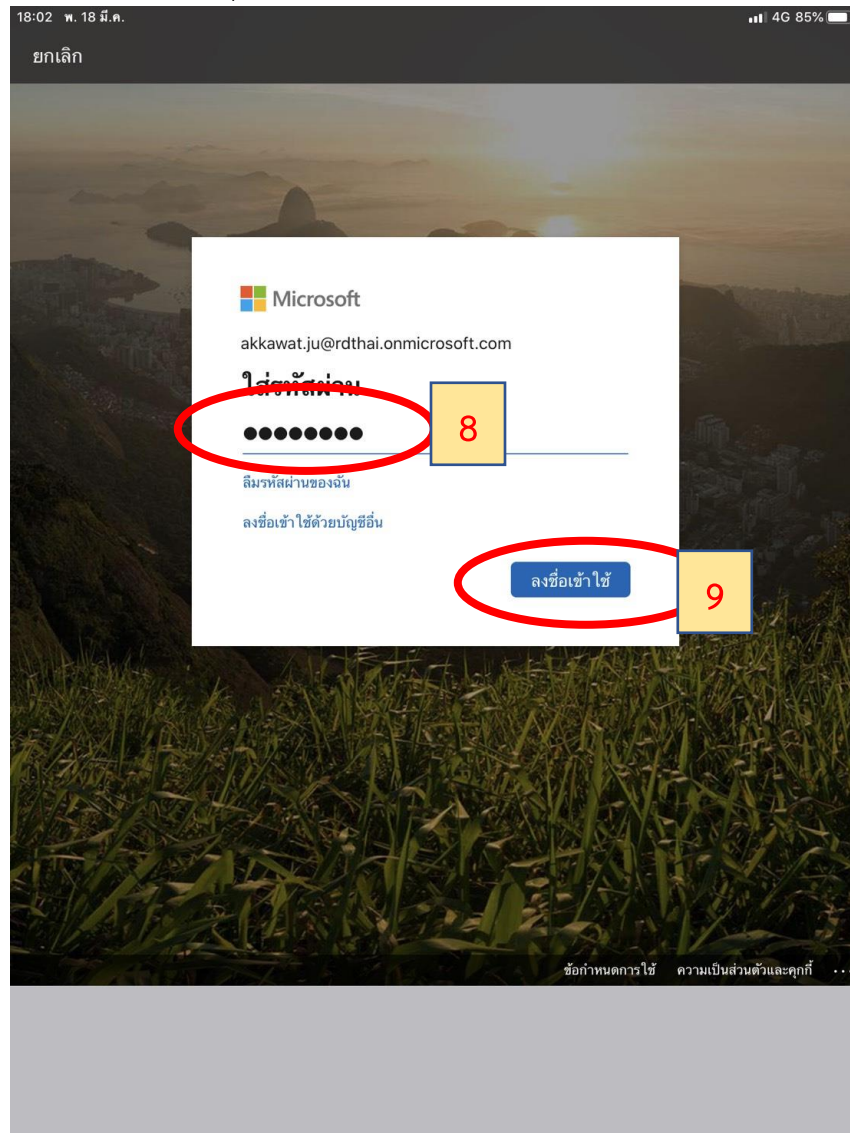 18:02 พ. 18 มี.ค.
4G 85%
ยกเลิก
Microsoft
akkawat.ju@rdthai.onmicrosoft.com
ใส่รหัสผ่าน
●●●●●●●●
8
ลืมรหัสผ่านของฉัน
ลงชื่อเข้าใช้ด้วยบัญชีอื่น
ลงชื่อเข้าใช้
9
ข้อกำหนดการใช้ ความเป็นส่วนตัวและคุกกี้ ...